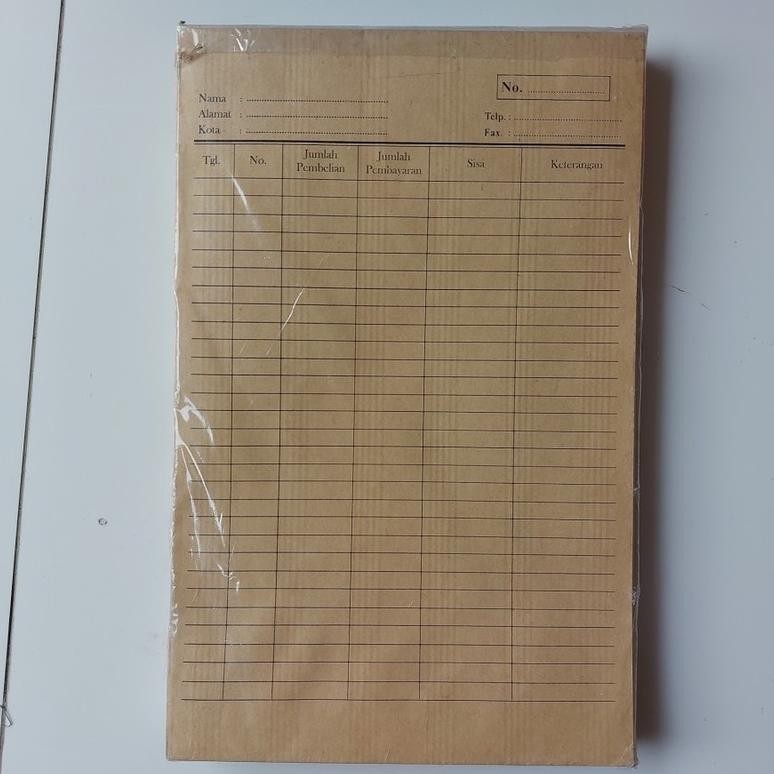 No. ....................
Nama : ........................................
Alamat : ........................................ Telp. : ..............................
Kota : ........................................ Fax. : ..............................
Tgl. No. Jumlah Pembelian Jumlah Pembayaran Sisa Keterangan